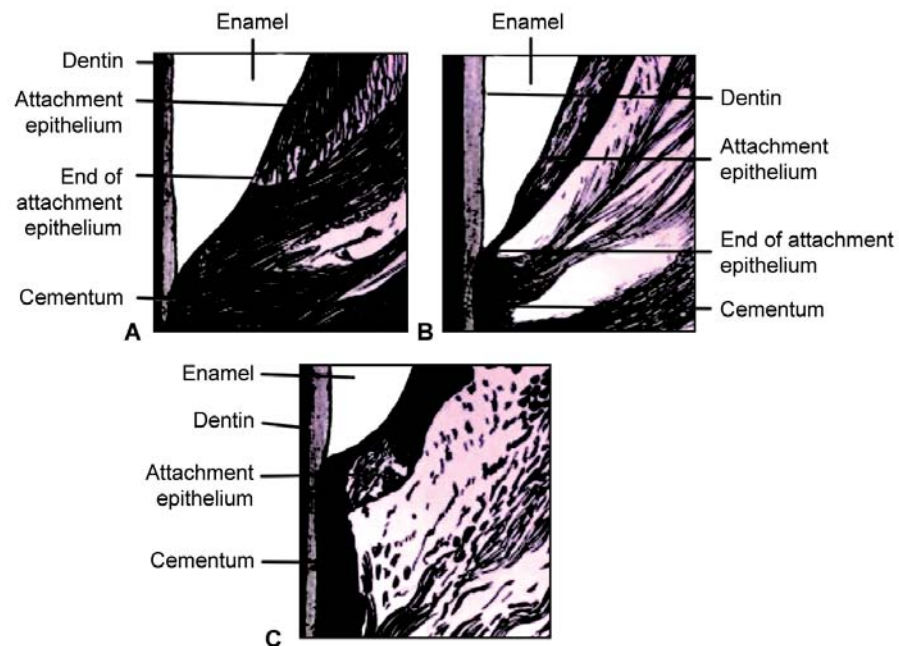 Enamel
Dentin
Attachment
epithelium
End of
attachment
epithelium
Cementum
A
Enamel
Dentin
Attachment
epithelium
End of attachment
epithelium
Cementum
B
Enamel
Dentin
Attachment
epithelium
Cementum
C